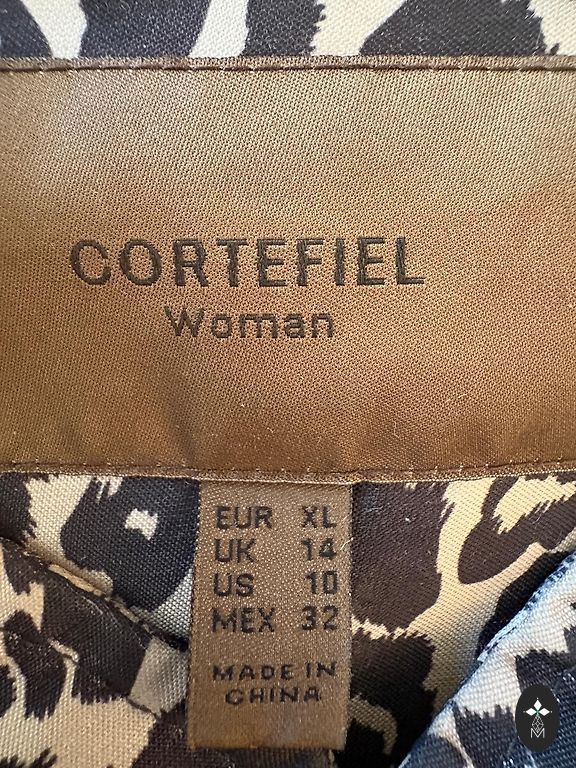 CORTEFIEL
Woman
EUR XL
UK 14
US 10
MEX 32
MADE IN
CHINA
M